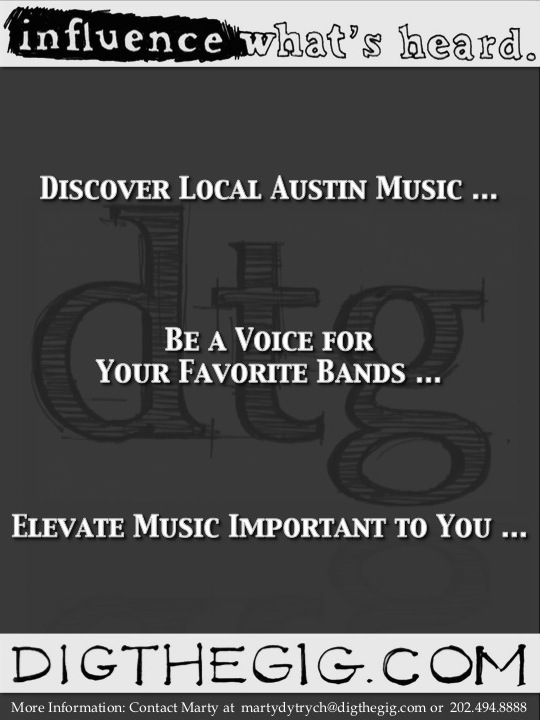 influence what's heard.
Discover Local Austin Music ...
dtg
Be a Voice for
Your Favorite Bands ...
Elevate Music Important to You ...
DIGTHEGIG.COM
More Information: Contact Marty at martydytrych@digthegig.com or 202.494.8888